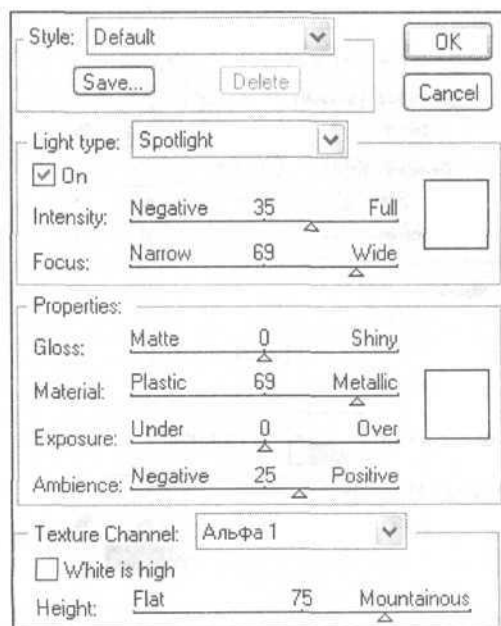 Style: Default
OK
Save... Delete
Cancel
Light type: Spotlight
On
Intensity: Negative 35 Full
Focus: Narrow 69 Wide
Properties:
Gloss: Matte 0 Shiny
Material: Plastic 69 Metallic
Exposure: Under 0 Over
Ambience: Negative 25 Positive
Texture Channel: Альфа 1
White is high
Height: Flat 75 Mountainous